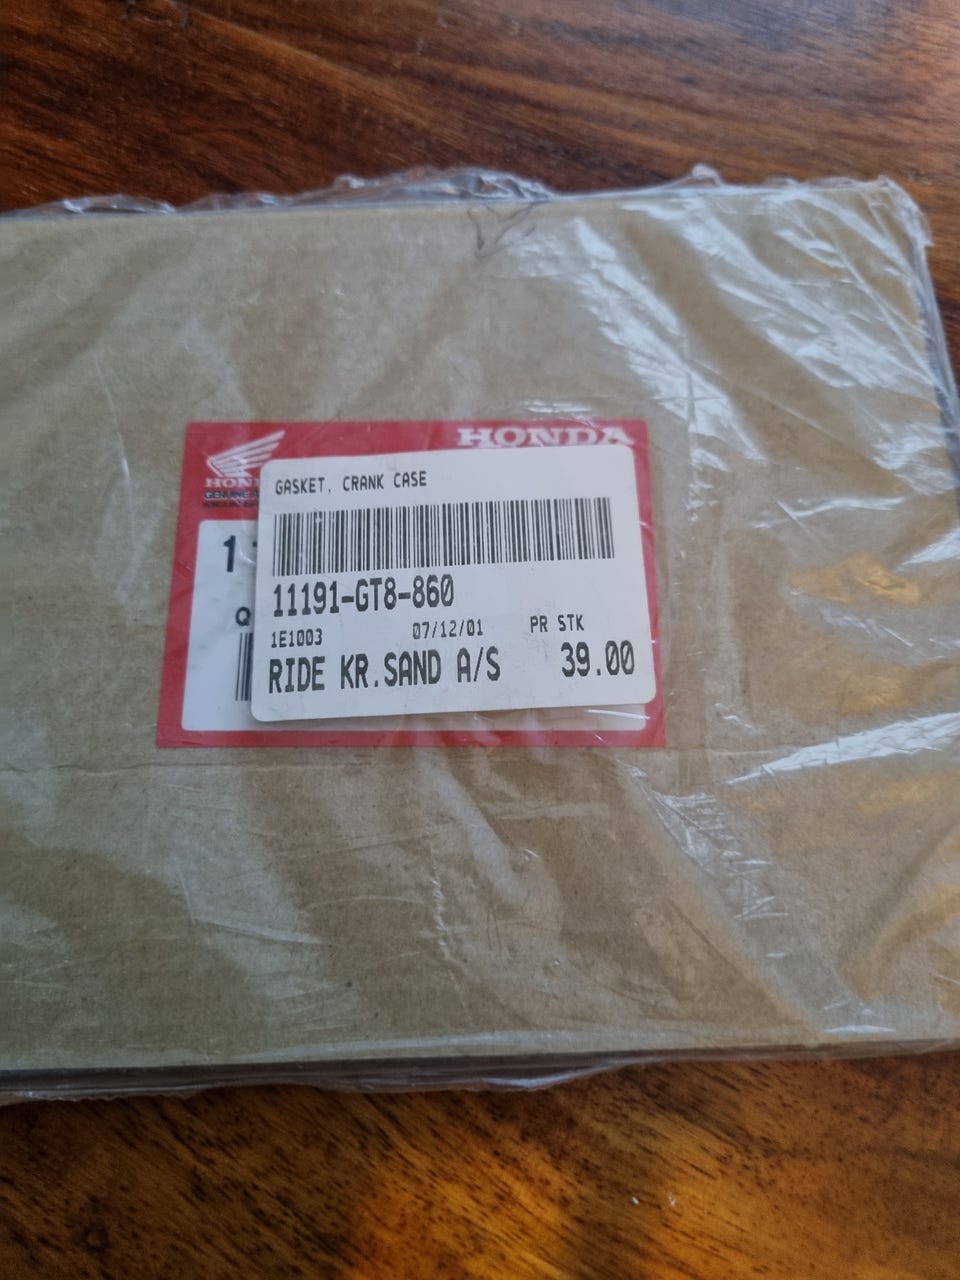 HONDA
GASKET, CRANK CASE
11191-GT8-860
1E1003 07/12/01 PR STK
RIDE KR.SAND A/S 39.00